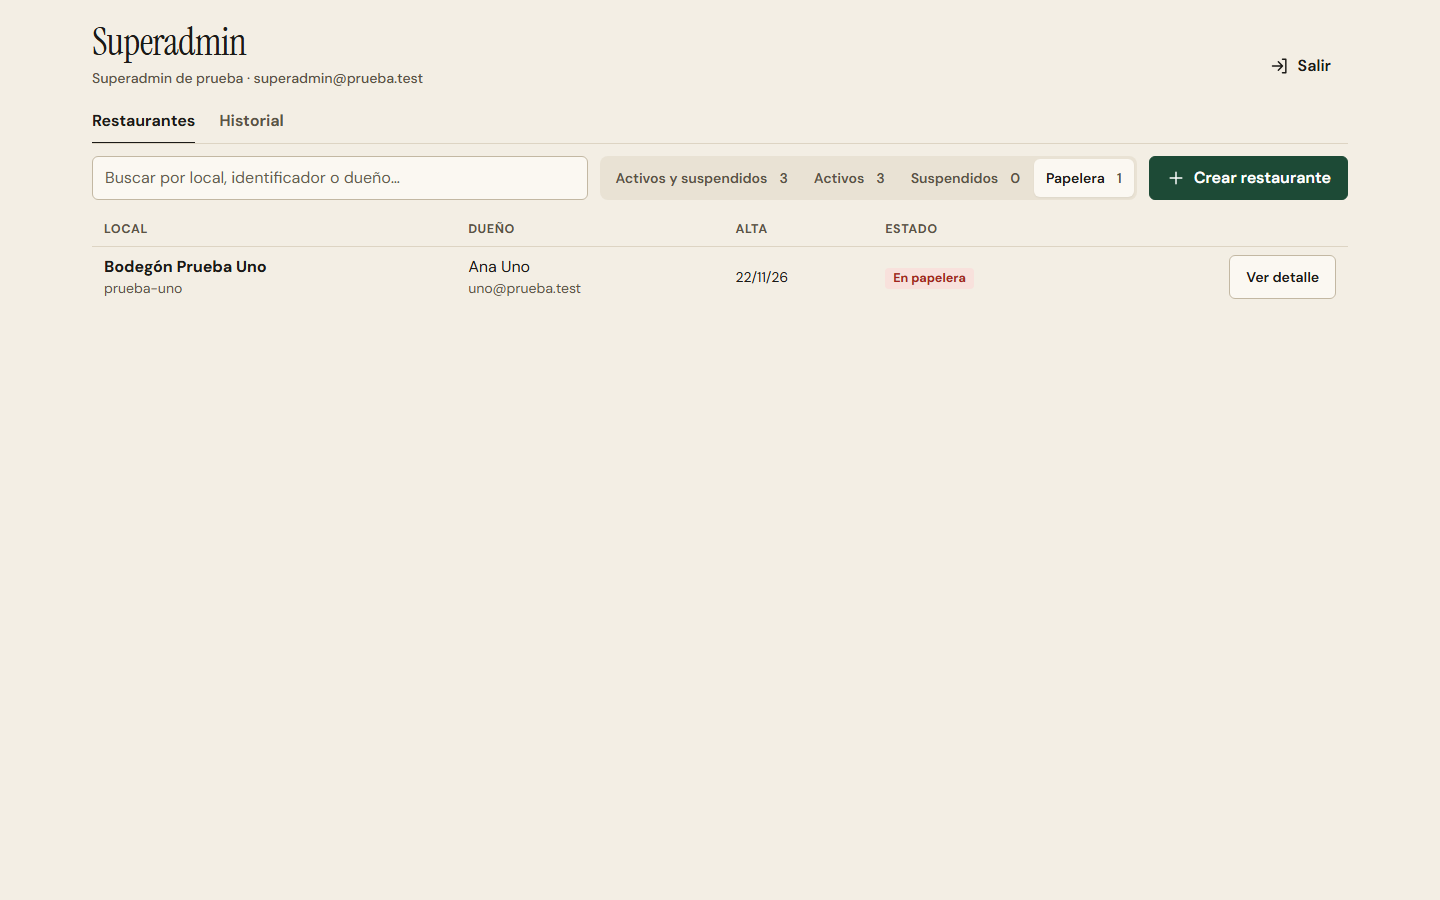 Superadmin
Superadmin de prueba · superadmin@prueba.test
Salir
Restaurantes Historial
Buscar por local, identificador o dueño... Activos y suspendidos 3 Activos 3 Suspendidos 0 Papelera 1 Crear restaurante
LOCAL DUEÑO ALTA ESTADO
Bodegón Prueba Uno Ana Uno
prueba-uno uno@prueba.test 22/11/26 En papelera Ver detalle